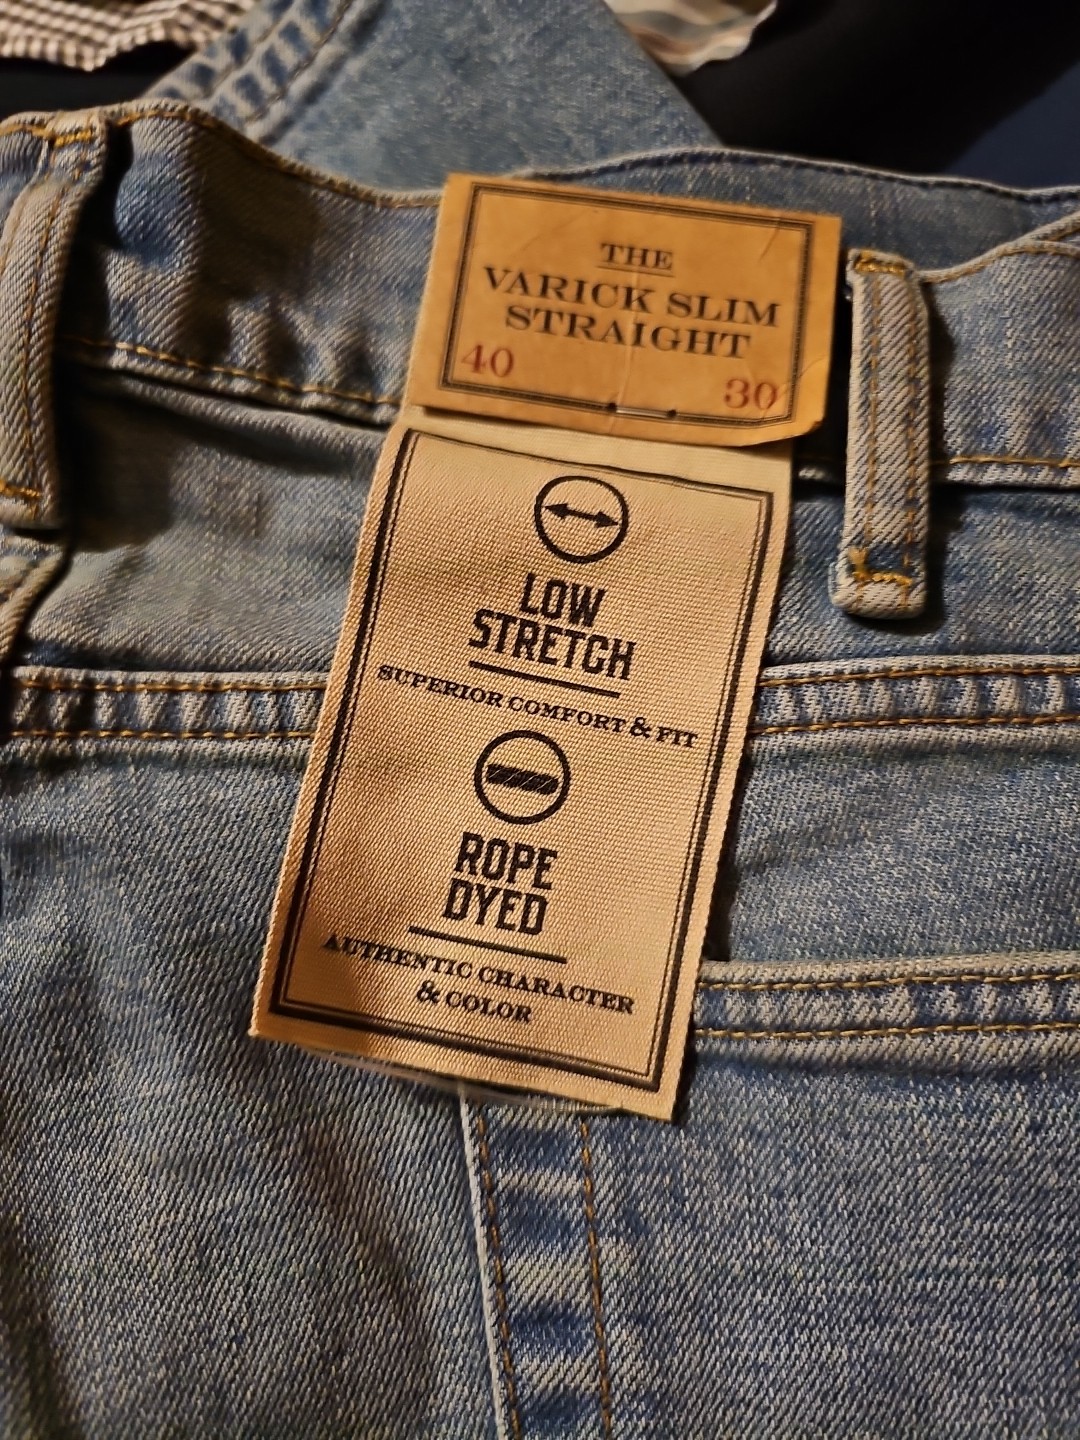 THE
VARICK SLIM
STRAIGHT
40 30
LOW
STRETCH
SUPERIOR COMFORT & FIT
ROPE
DYED
AUTHENTIC CHARACTER
& COLOR